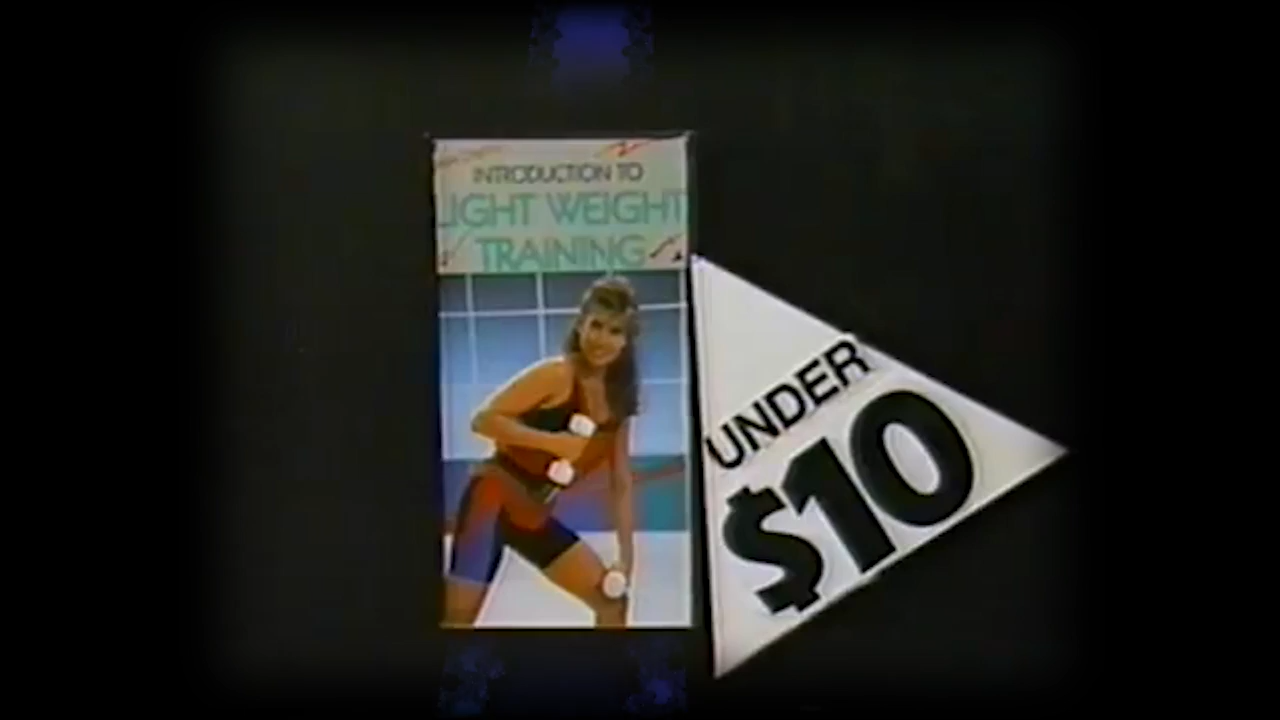 INTRODUCTION TO
LIGHT WEIGHT
TRAINING
UNDER
$10